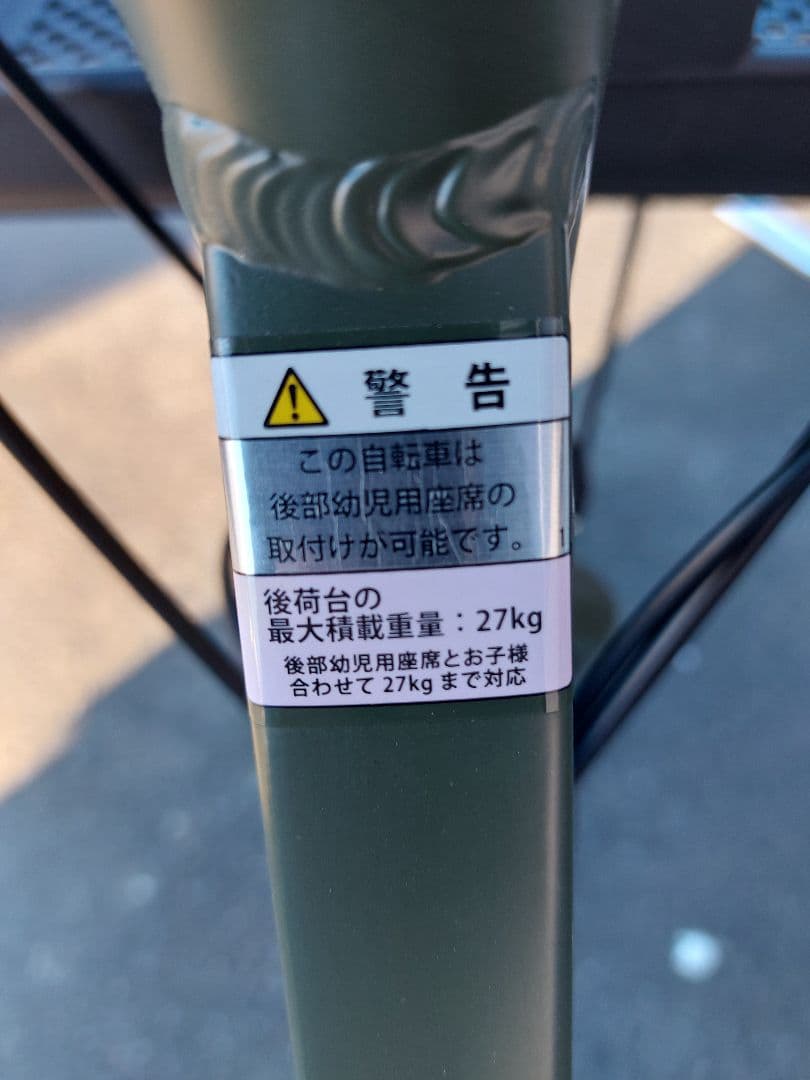 警 告
この自転車は
後部幼児用座席の
取付けが可能です。
1
後荷台の
最大積載重量：27kg
後部幼児用座席とお子様
合わせて 27kg まで対応